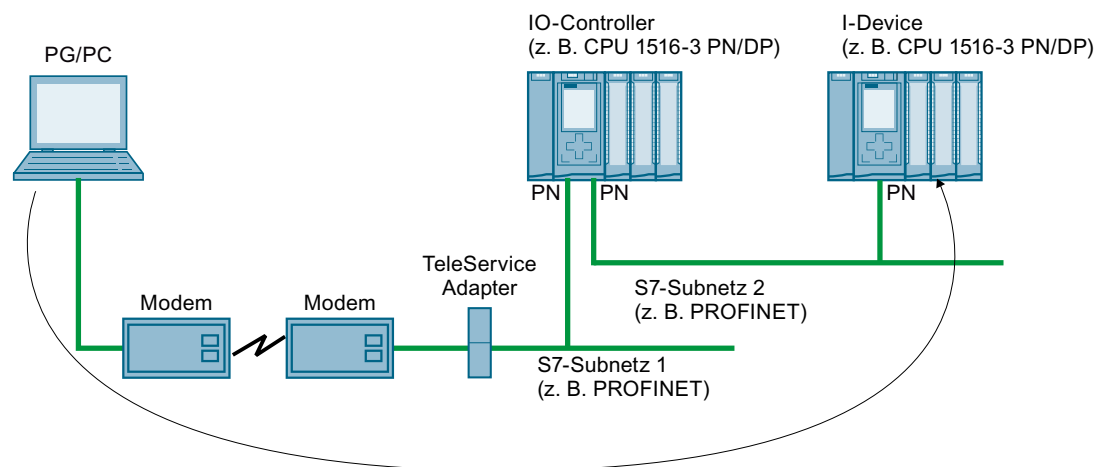 IO-Controller
(z. B. CPU 1516-3 PN/DP)
I-Device
(z. B. CPU 1516-3 PN/DP)
PG/PC
PN
PN
PN
TeleService
Adapter
Modem
Modem
S7-Subnetz 2
(z. B. PROFINET)
S7-Subnetz 1
(z. B. PROFINET)